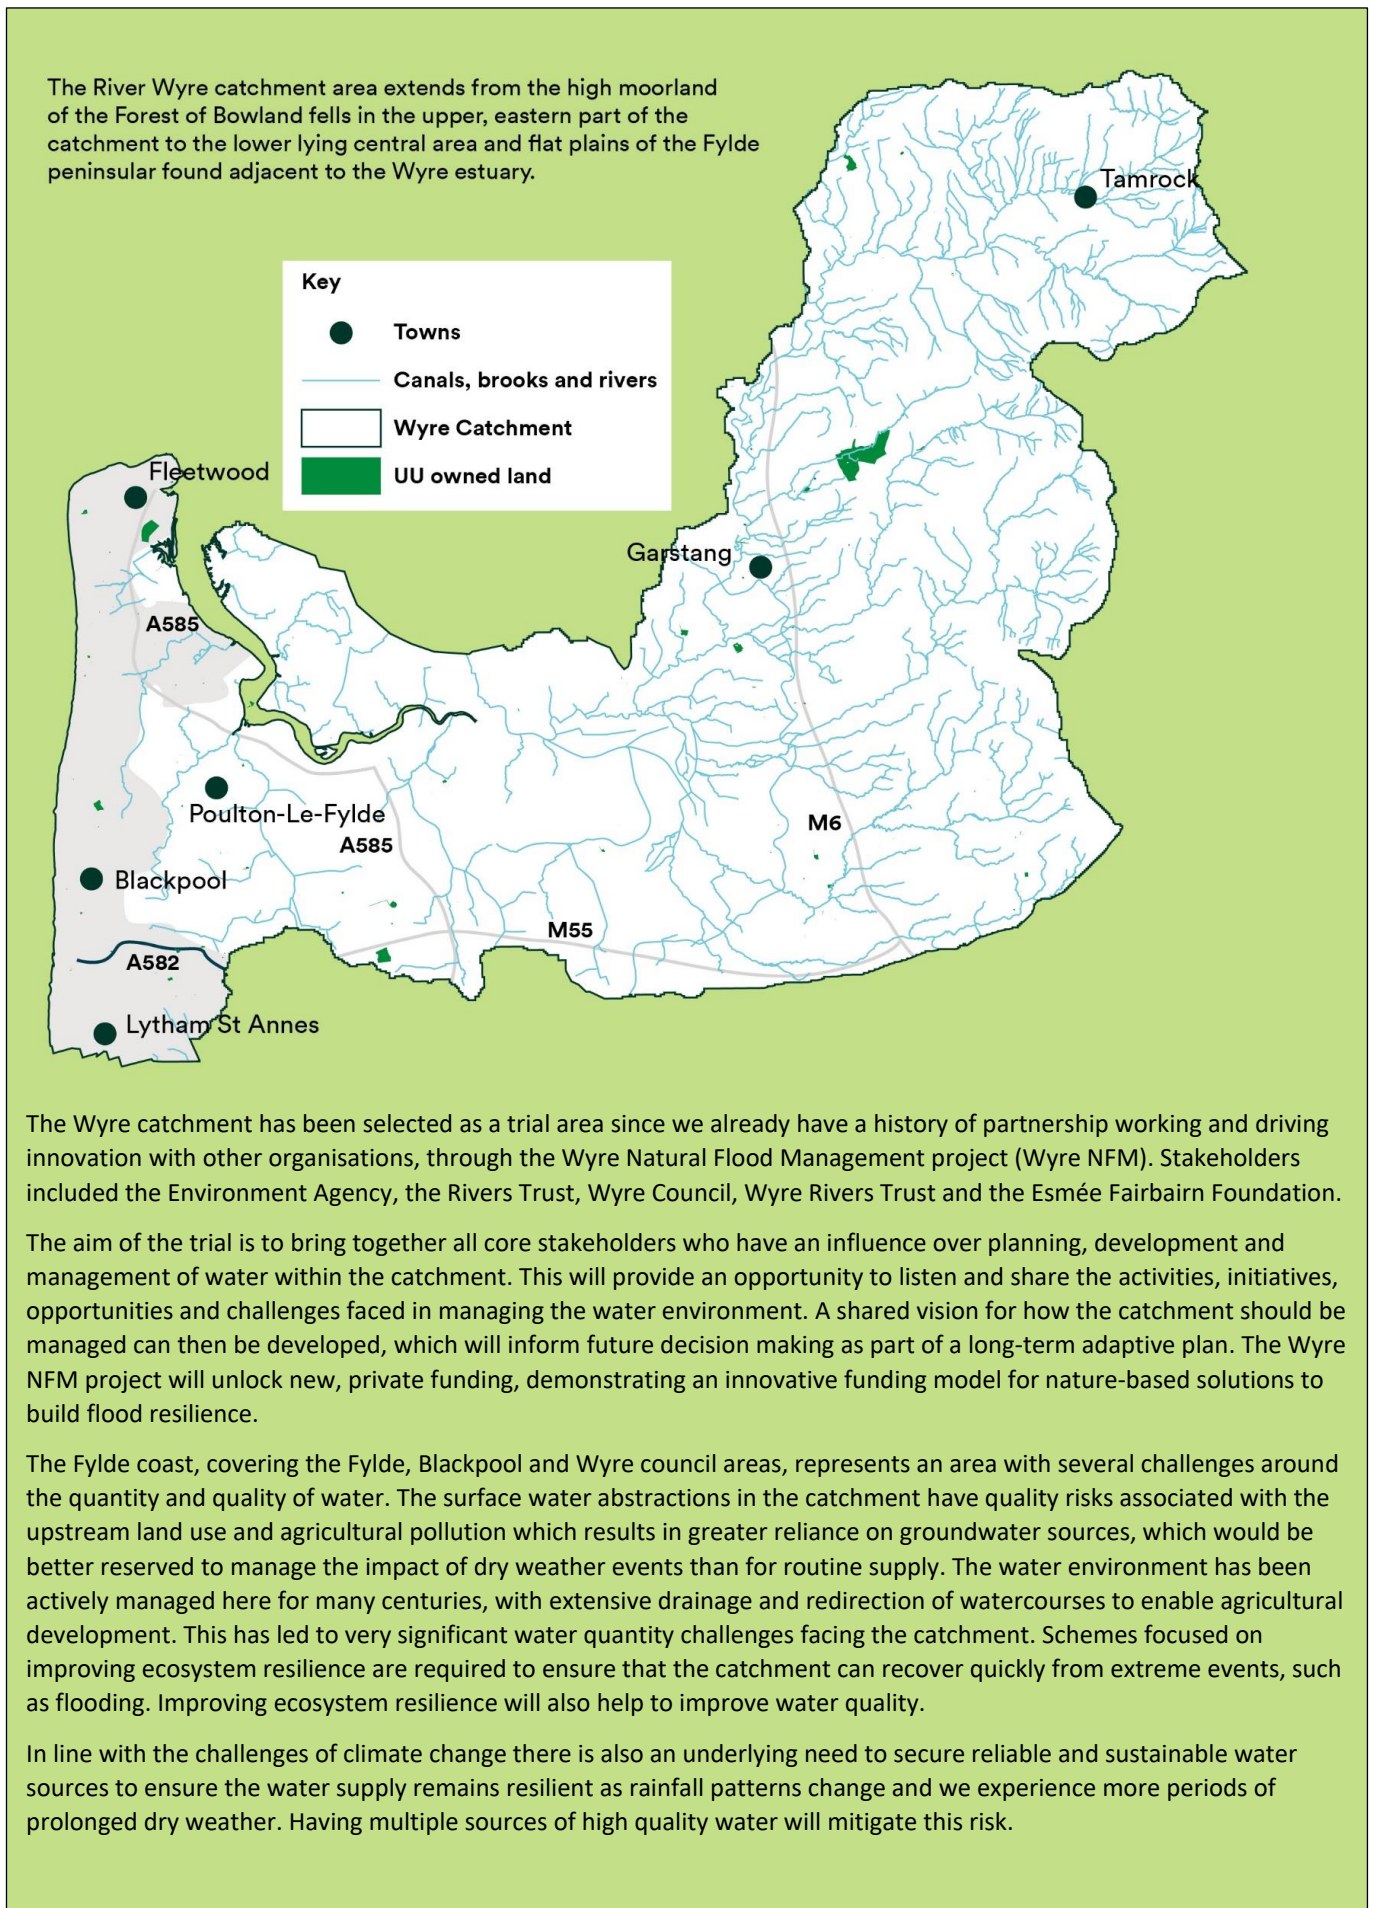 The River Wyre catchment area extends from the high moorland
of the Forest of Bowland fells in the upper, eastern part of the
catchment to the lower lying central area and flat plains of the Fylde
peninsular found adjacent to the Wyre estuary.
Tamrock
Key
Towns
Canals, brooks and rivers
Wyre Catchment
UU owned land
Fleetwood
Garstang
A585
Poulton-Le-Fylde
A585
M6
Blackpool
M55
A582
Lytham St Annes
The Wyre catchment has been selected as a trial area since we already have a history of partnership working and driving
innovation with other organisations, through the Wyre Natural Flood Management project (Wyre NFM). Stakeholders
included the Environment Agency, the Rivers Trust, Wyre Council, Wyre Rivers Trust and the Esmée Fairbairn Foundation.
The aim of the trial is to bring together all core stakeholders who have an influence over planning, development and
management of water within the catchment. This will provide an opportunity to listen and share the activities, initiatives,
opportunities and challenges faced in managing the water environment. A shared vision for how the catchment should be
managed can then be developed, which will inform future decision making as part of a long-term adaptive plan. The Wyre
NFM project will unlock new, private funding, demonstrating an innovative funding model for nature-based solutions to
build flood resilience.
The Fylde coast, covering the Fylde, Blackpool and Wyre council areas, represents an area with several challenges around
the quantity and quality of water. The surface water abstractions in the catchment have quality risks associated with the
upstream land use and agricultural pollution which results in greater reliance on groundwater sources, which would be
better reserved to manage the impact of dry weather events than for routine supply. The water environment has been
actively managed here for many centuries, with extensive drainage and redirection of watercourses to enable agricultural
development. This has led to very significant water quantity challenges facing the catchment. Schemes focused on
improving ecosystem resilience are required to ensure that the catchment can recover quickly from extreme events, such
as flooding. Improving ecosystem resilience will also help to improve water quality.
In line with the challenges of climate change there is also an underlying need to secure reliable and sustainable water
sources to ensure the water supply remains resilient as rainfall patterns change and we experience more periods of
prolonged dry weather. Having multiple sources of high quality water will mitigate this risk.